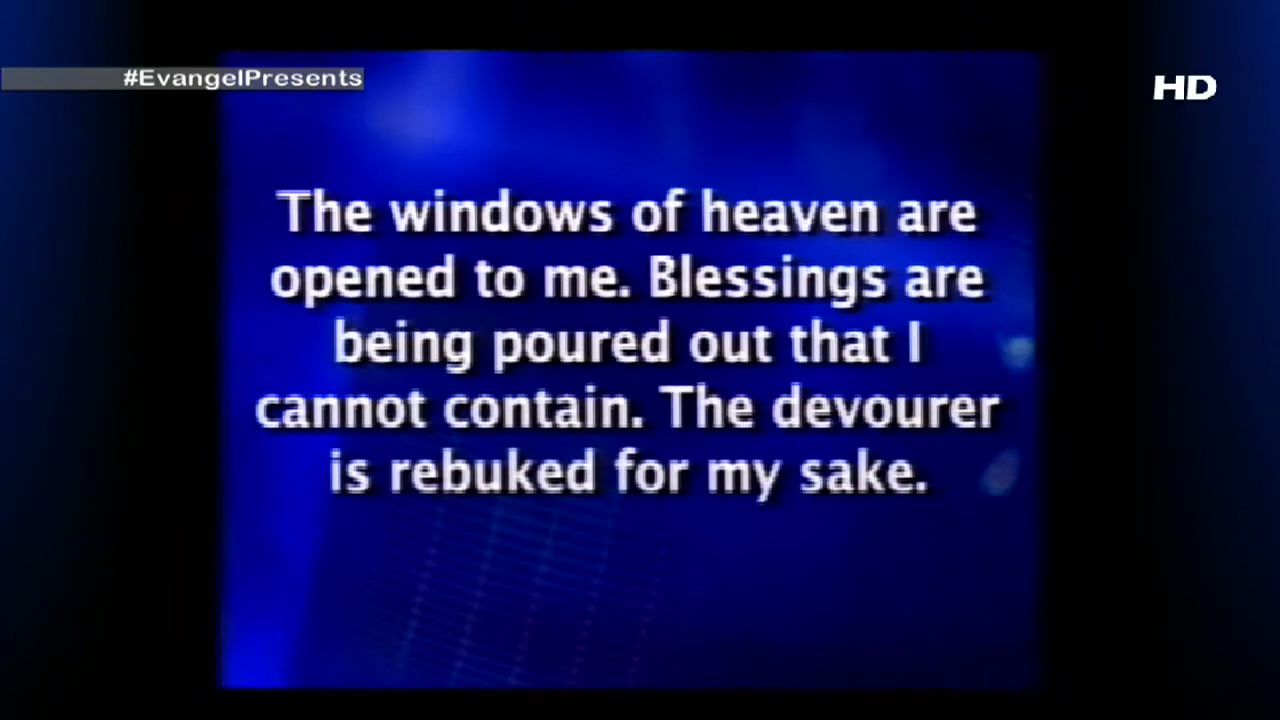 #EvangelPresents
HD
The windows of heaven are
opened to me. Blessings are
being poured out that I
cannot contain. The devourer
is rebuked for my sake.